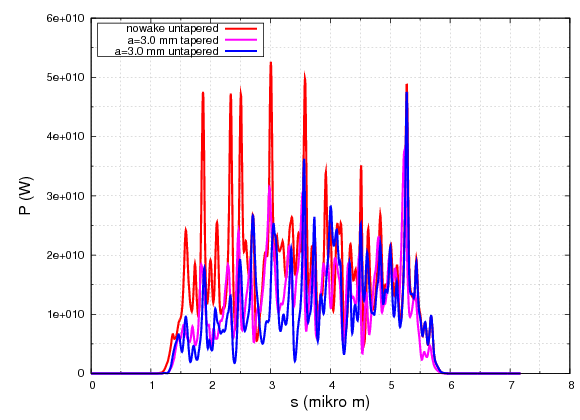 6e+010
5e+010
4e+010
3e+010
2e+010
1e+010
0
P (W)
nowake untapered
a=3.0 mm tapered
a=3.0 mm untapered
0 1 2 3 4 5 6 7 8
s (mikro m)